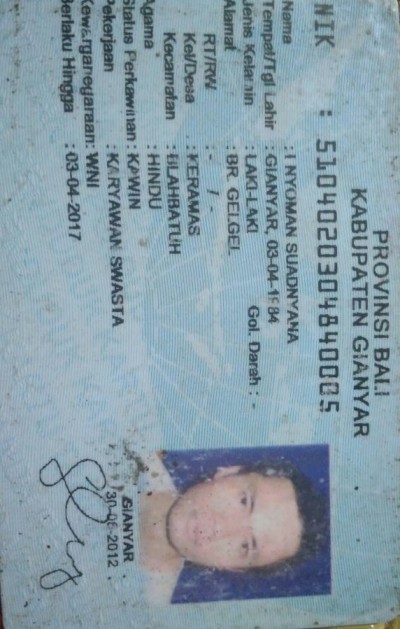 PROVINSI BALI
KABUPATEN GIANYAR
NIK : 5104020304840005
Nama : I NYOMAN SUADNYANA
Tempat/Tgl Lahir : GIANYAR, 03-04-1984
Jenis Kelamin : LAKI-LAKI Gol. Darah : -
Alamat : BR. GELGEL
RT/RW : - / -
Kel/Desa : KERAMAS
Kecamatan : BLAHBATUH
Agama : HINDU
Status Perkawinan : KAWIN
Pekerjaan : KARYAWAN SWASTA
Kewarganegaraan: WNI
Berlaku Hingga : 03-04-2017
GIANYAR
30-06-2012